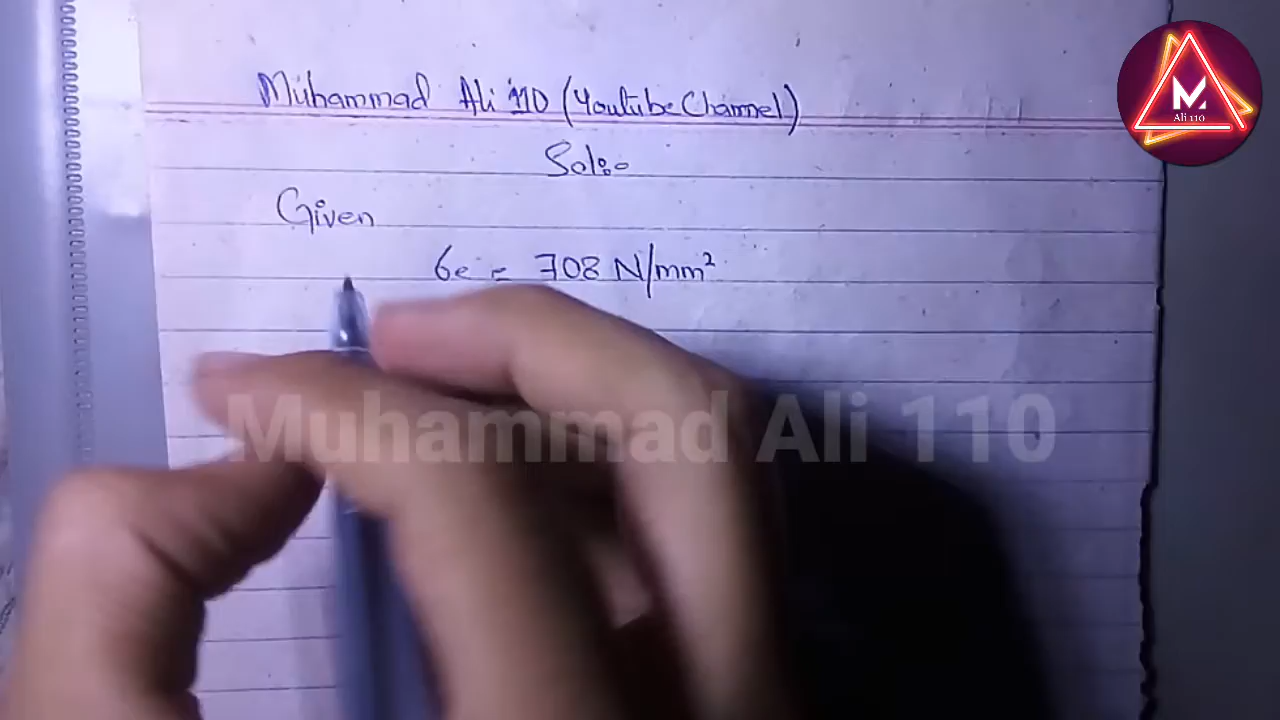 Muhammad Ali 110 (Youtube Channel)
M
Ali 110
Sol:-
Given
6e = 708 N/mm²
Muhammad Ali 110